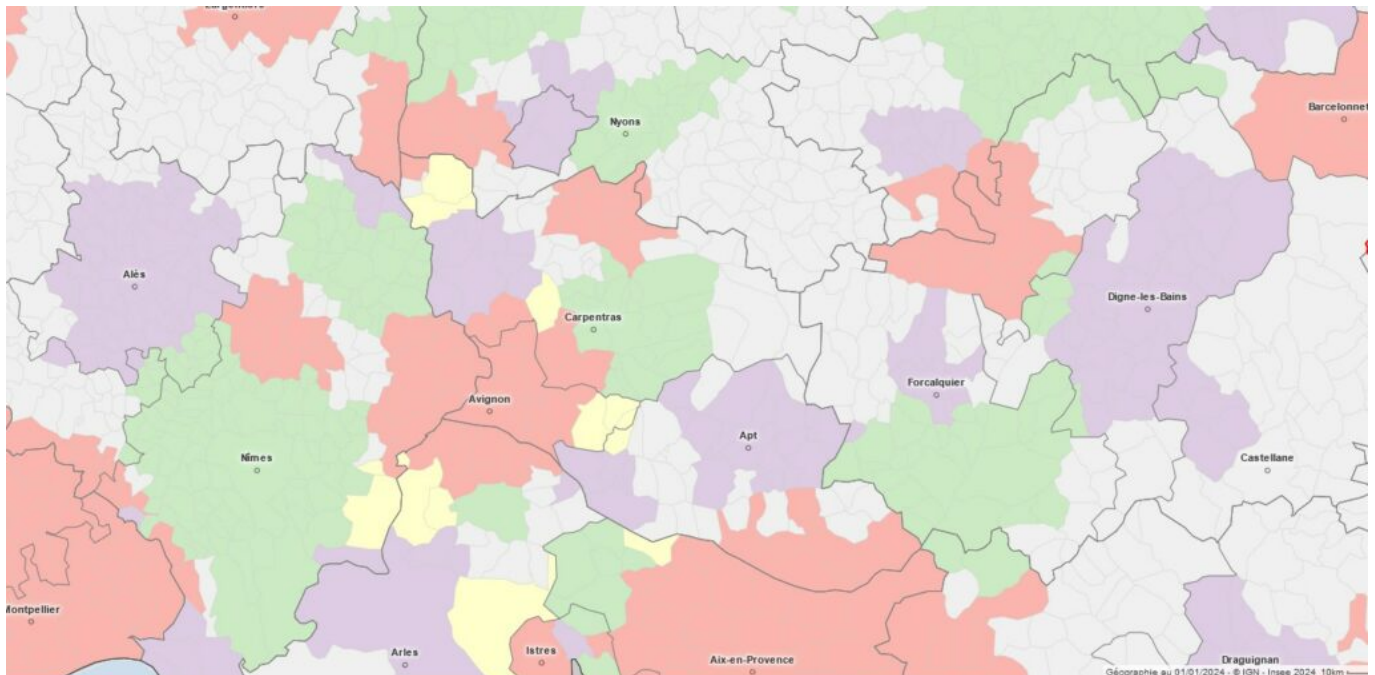 Largentière
Nyons
Barcelonnet
Alès
Digne-les-Bains
Carpentras
Forcalquier
Avignon
Apt
Nîmes
Castellane
Montpellier
Arles
Istres
Aix-en-Provence
Draguignan
Géographie au 01/01/2024 - © IGN - Insee 2024 10km